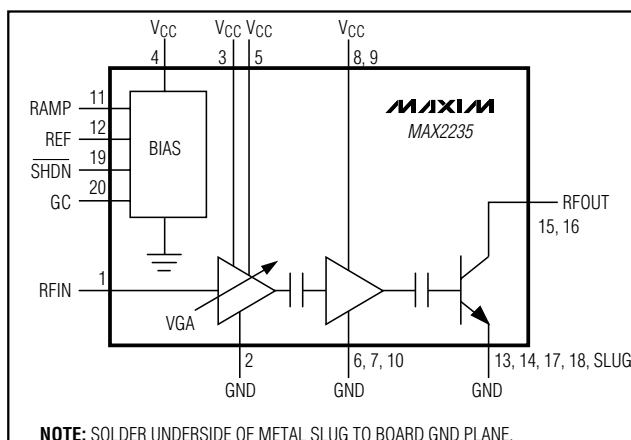 VCC VCC VCC VCC
4 3 5 8, 9
MAXIM
MAX2235
RAMP 11
REF 12
SHDN 19
GC 20
BIAS
RFOUT
15, 16
RFIN 1
VGA
2 6, 7, 10 13, 14, 17, 18, SLUG
GND GND GND
NOTE: SOLDER UNDERSIDE OF METAL SLUG TO BOARD GND PLANE.